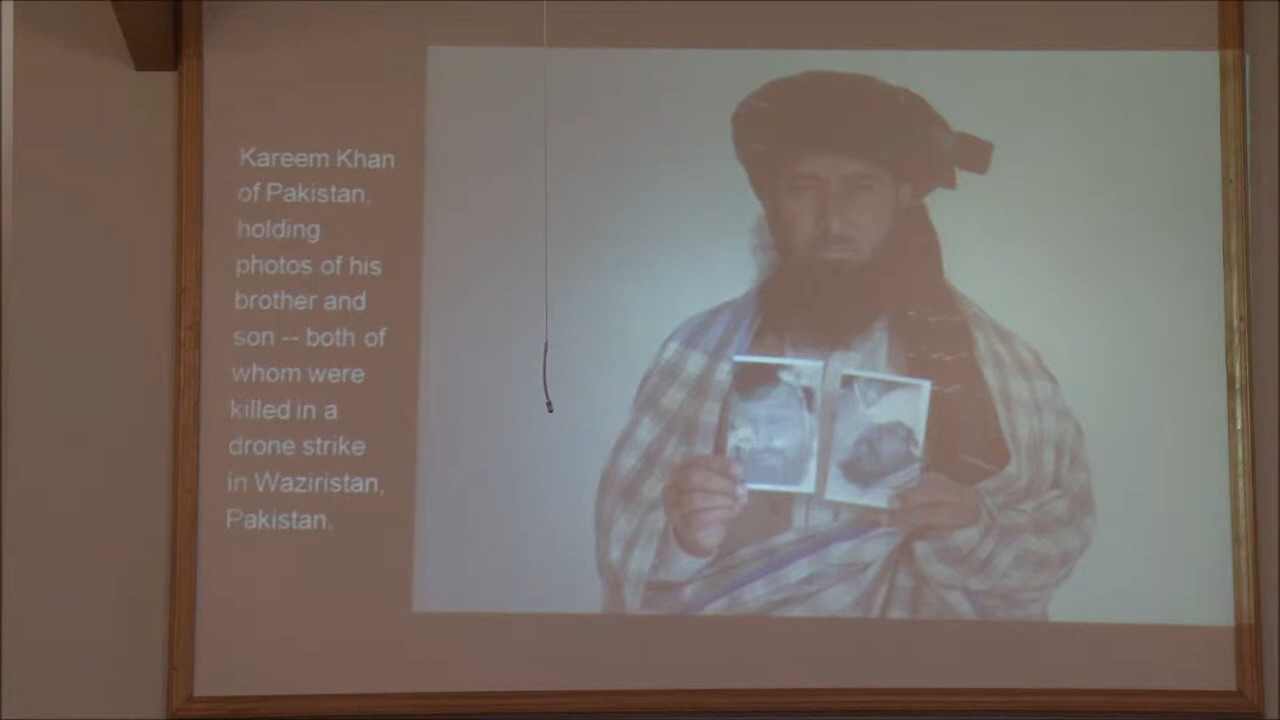 Kareem Khan
of Pakistan,
holding
photos of his
brother and
son -- both of
whom were
killed in a
drone strike
in Waziristan,
Pakistan.